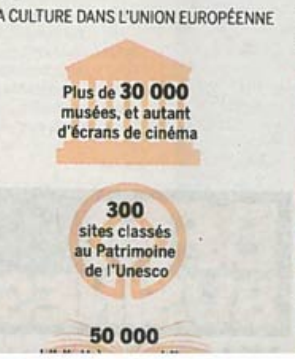 A CULTURE DANS L'UNION EUROPÉENNE
Plus de 30 000
musées, et autant
d'écrans de cinéma
300
sites classés
au Patrimoine
de l'Unesco
50 000